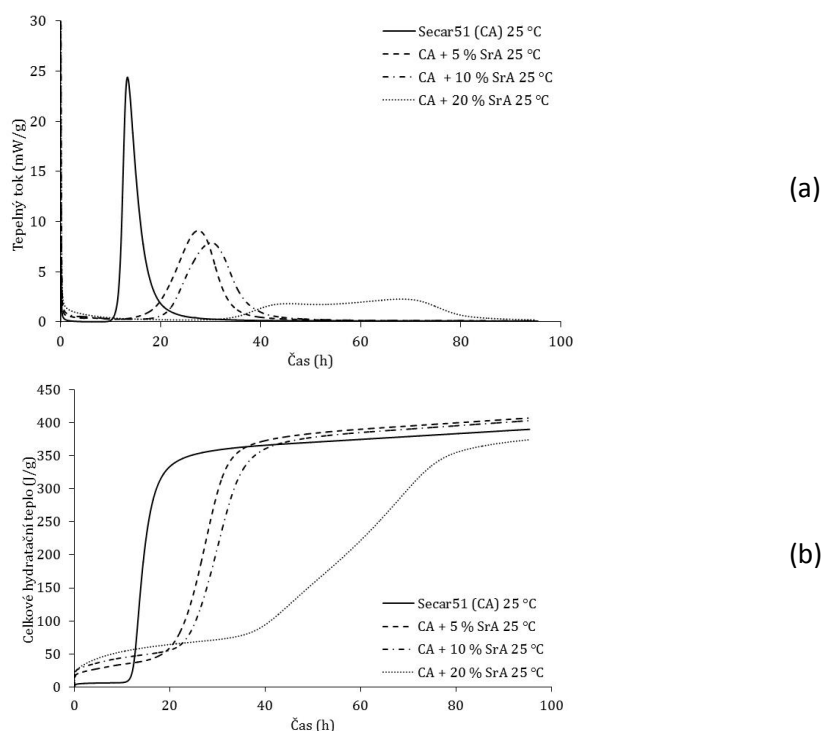 30
25
20
15
10
5
0
Tepelný tok (mW/g)
Secar51 (CA) 25 °C
CA + 5 % SrA 25 °C
CA + 10 % SrA 25 °C
CA + 20 % SrA 25 °C
0 20 40 60 80 100
Čas (h)
(a)
450
400
350
300
250
200
150
100
50
0
Celkové hydratační teplo (J/g)
Secar51 (CA) 25 °C
CA + 5 % SrA 25 °C
CA + 10 % SrA 25 °C
CA + 20 % SrA 25 °C
0 20 40 60 80 100
Čas (h)
(b)